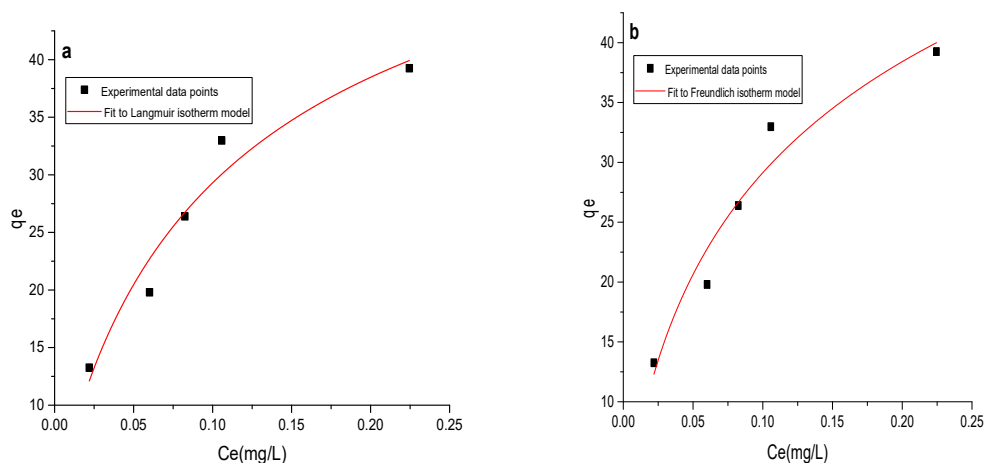 a
Experimental data points
Fit to Langmuir isotherm model
40
35
30
25
20
15
10
qe
0.00 0.05 0.10 0.15 0.20 0.25
Ce(mg/L)
b
Experimental data points
Fit to Freundlich isotherm model
40
35
30
25
20
15
10
qe
0.00 0.05 0.10 0.15 0.20 0.25
Ce(mg/L)